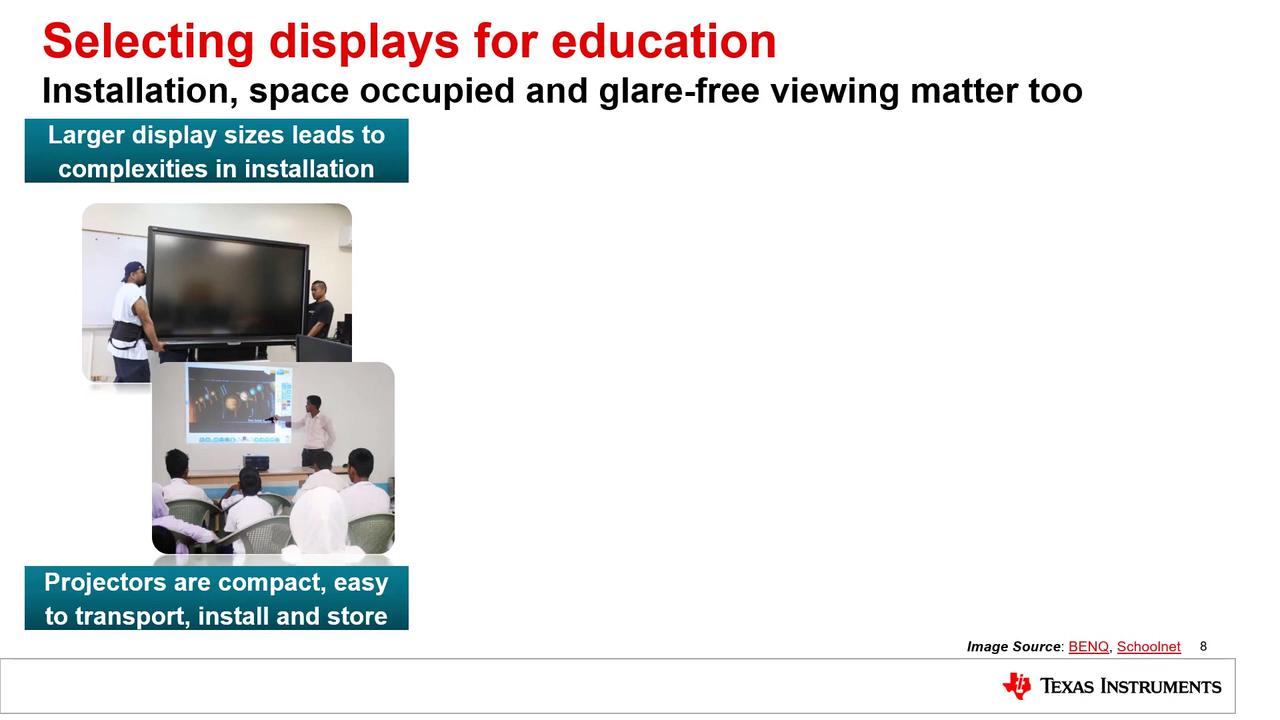 Selecting displays for education
Installation, space occupied and glare-free viewing matter too
Larger display sizes leads to
complexities in installation
Projectors are compact, easy
to transport, install and store
Image Source: BENQ, Schoolnet
8
TEXAS INSTRUMENTS